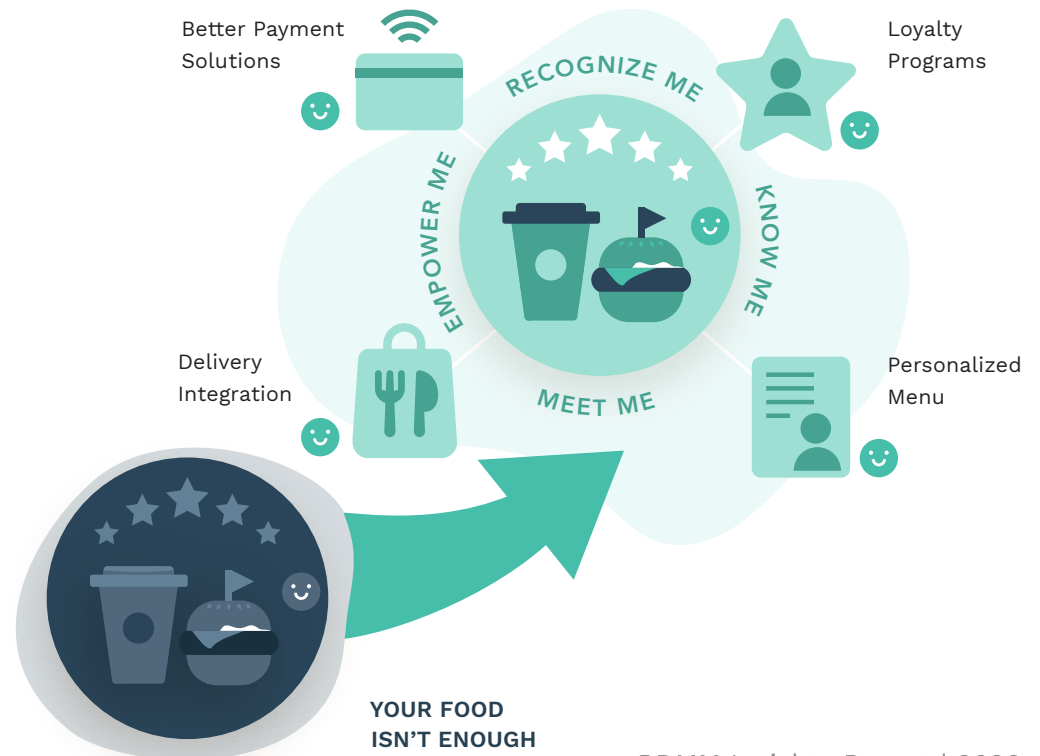 Better Payment
Solutions
Loyalty
Programs
RECOGNIZE ME
EMPOWER ME
KNOW ME
MEET ME
Delivery
Integration
Personalized
Menu
YOUR FOOD
ISN'T ENOUGH